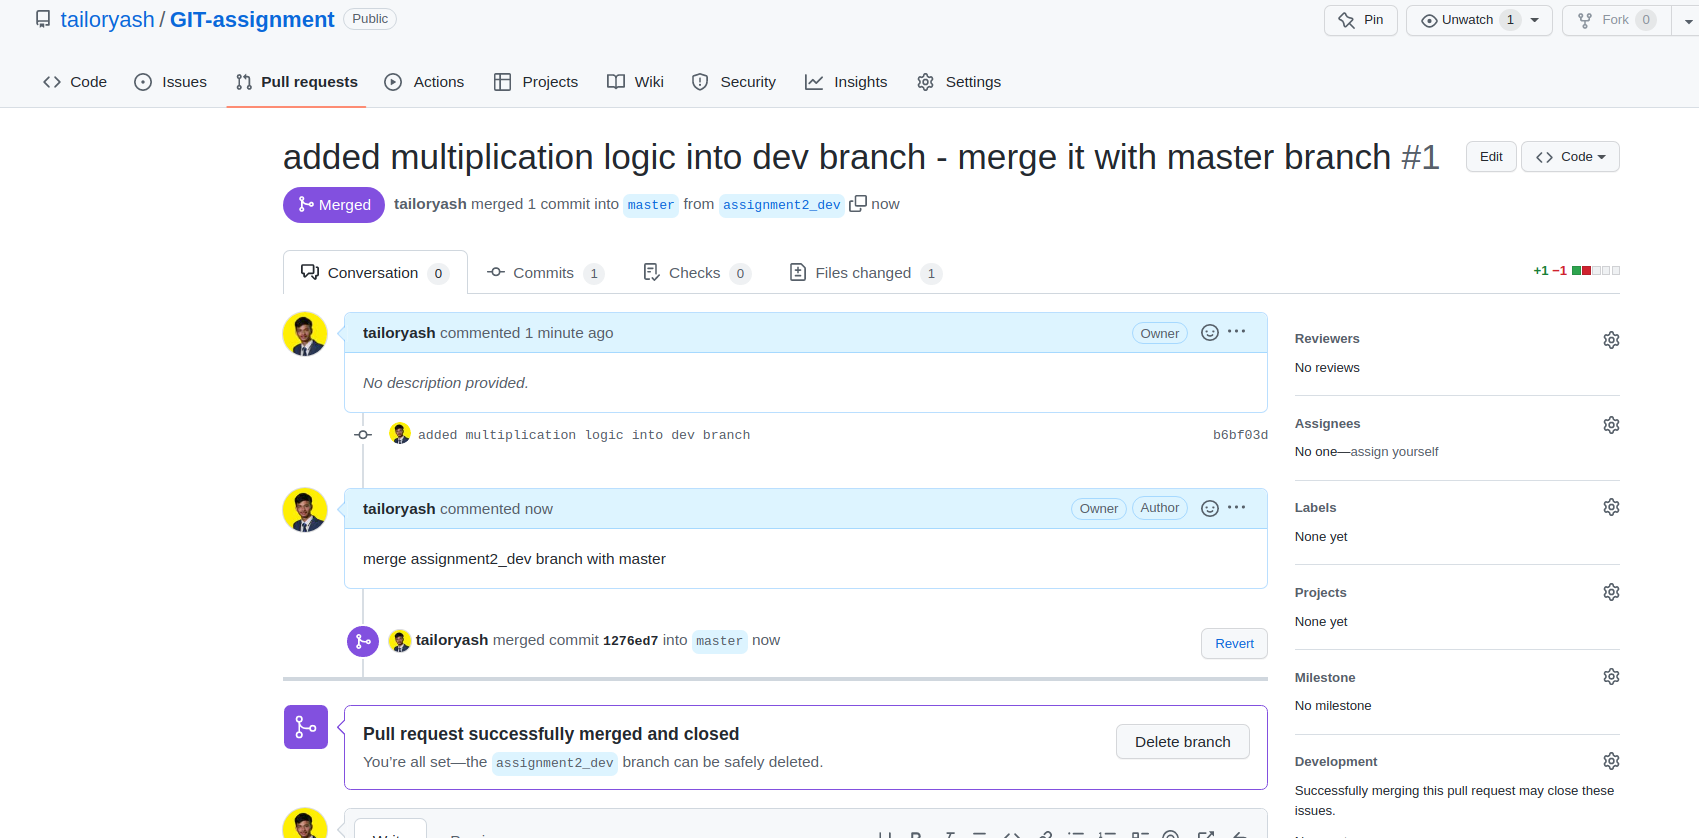 tailoryash / GIT-assignment Public Pin Unwatch 1 Fork 0
Code Issues Pull requests Actions Projects Wiki Security Insights Settings
added multiplication logic into dev branch - merge it with master branch #1 Edit Code
Merged tailoryash merged 1 commit into master from assignment2_dev now
Conversation 0 Commits 1 Checks 0 Files changed 1 +1 −1
tailoryash commented 1 minute ago Owner
No description provided.
added multiplication logic into dev branch b6bf03d
tailoryash commented now Owner Author
merge assignment2_dev branch with master
tailoryash merged commit 1276ed7 into master now Revert
Pull request successfully merged and closed
You’re all set—the assignment2_dev branch can be safely deleted.
Delete branch
Reviewers
No reviews
Assignees
No one—assign yourself
Labels
None yet
Projects
None yet
Milestone
No milestone
Development
Successfully merging this pull request may close these
issues.